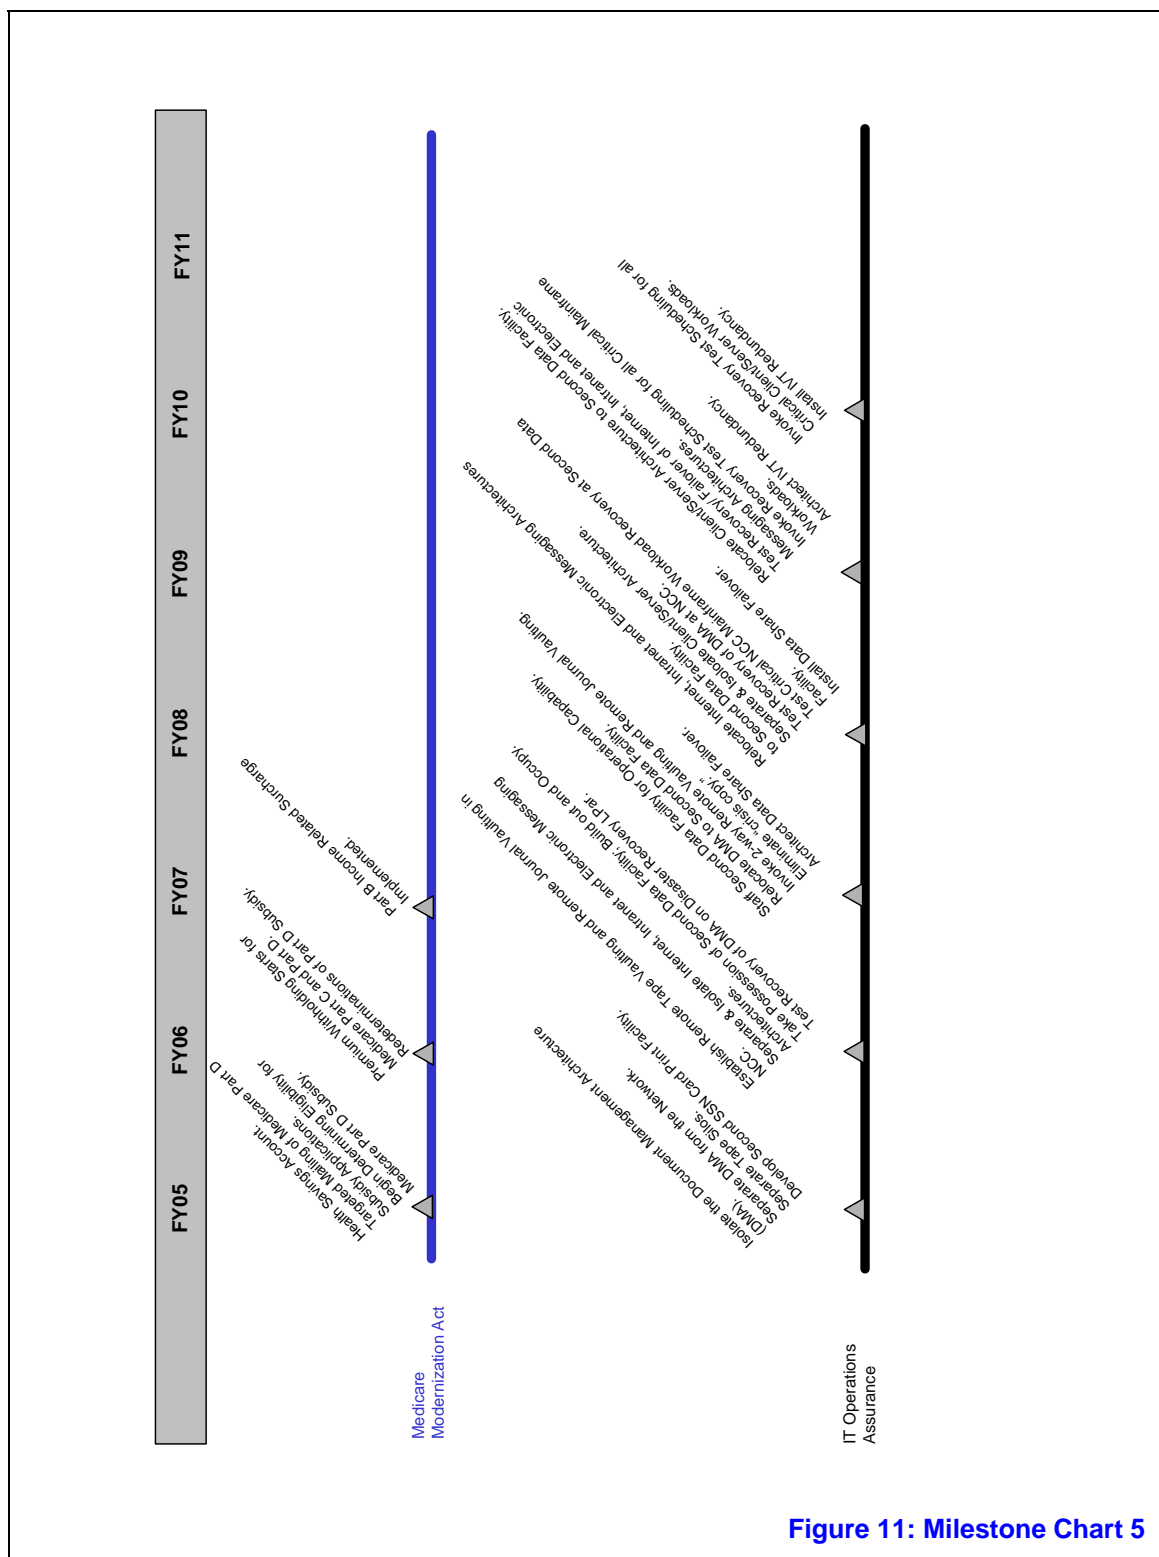 FY05
FY06
FY07
FY08
FY09
FY10
FY11
Medicare
Modernization Act
Health Savings Account.
Targeted Mailing of Medicare Part D
Subsidy Applications.
Begin Determining Eligibility for
Medicare Part D Subsidy.
Premium Withholding Starts for
Medicare Part C and Part D.
Redeterminations of Part D Subsidy.
Part B Income Related Surcharge
Implemented.
IT Operations
Assurance
Isolate the Document Management Architecture
(DMA).
Separate DMA from the Network.
Separate Tape Silos.
Develop Second SSN Card Print Facility.
Establish Remote Tape Vaulting and Remote Journal Vaulting in
NCC.
Separate & Isolate Internet, Intranet and Electronic Messaging
Architectures.
Take Possession of Second Data Facility; Build out and Occupy.
Test Recovery of DMA on Disaster Recovery LPar.
Staff Second Data Facility for Operational Capability.
Relocate DMA to Second Data Facility.
Invoke 2-way Remote Vaulting and Remote Journal Vaulting.
Eliminate “crisis copy.”
Architect Data Share Failover.
Relocate Internet, Intranet and Electronic Messaging Architectures
to Second Data Facility.
Separate & Isolate Client/Server Architecture.
Test Recovery of DMA at NCC.
Test Critical NCC Mainframe Workload Recovery at Second Data
Facility.
Install Data Share Failover.
Relocate Client/Server Architecture to Second Data Facility.
Test Recovery/ Failover of Internet, Intranet and Electronic
Messaging Architectures.
Invoke Recovery Test Scheduling for all Critical Mainframe
Workloads.
Architect IVT Redundancy.
Invoke Recovery Test Scheduling for all
Critical Client/Server Workloads.
Install IVT Redundancy.
Figure 11: Milestone Chart 5